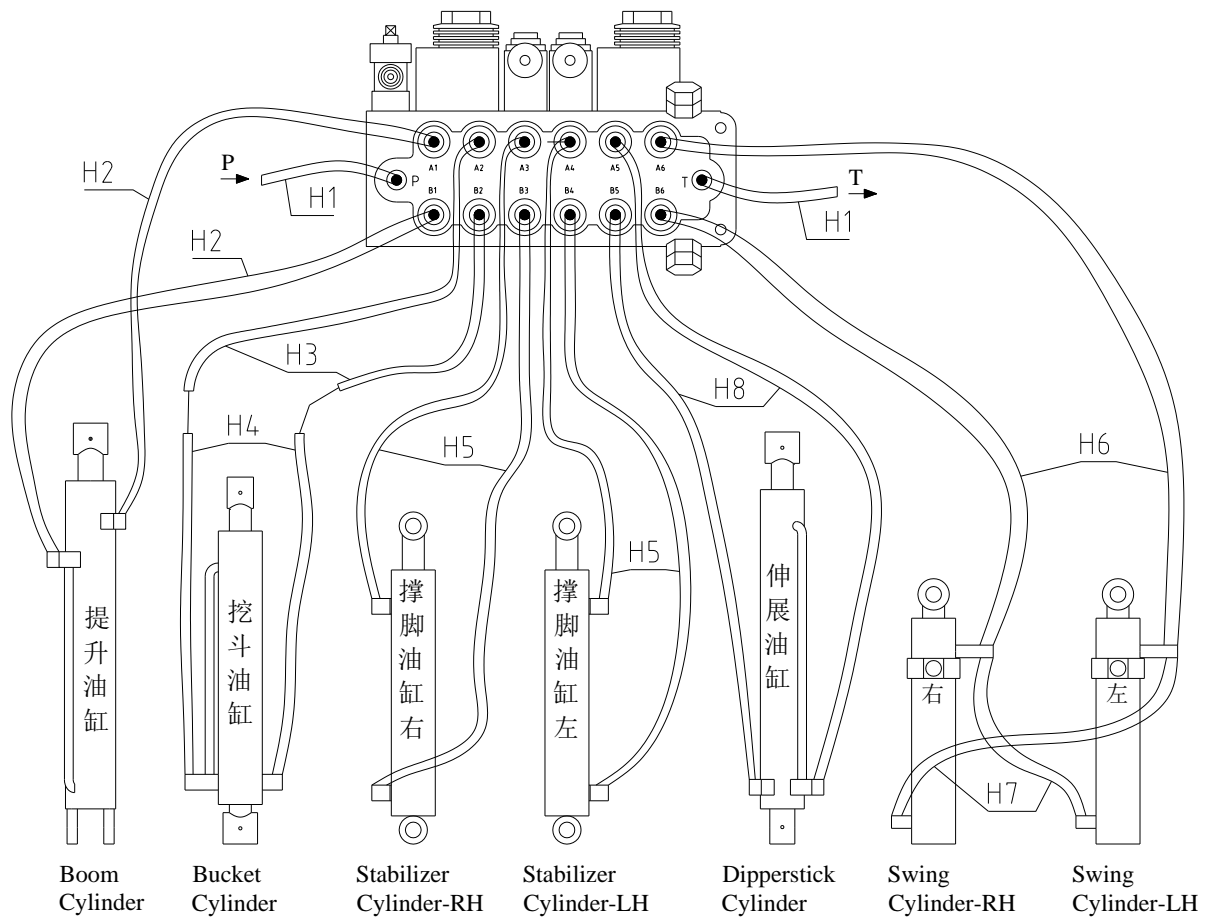 A1 A2 A3 A4 A5 A6
P P T T
B1 B2 B3 B4 B5 B6
H2
H1
H1
H2
H3
H8
H4
H5
H6
H5
H7
提升油缸
挖斗油缸
撑脚油缸右
撑脚油缸左
伸展油缸
右
左
Boom
Cylinder
Bucket
Cylinder
Stabilizer
Cylinder-RH
Stabilizer
Cylinder-LH
Dipperstick
Cylinder
Swing
Cylinder-RH
Swing
Cylinder-LH